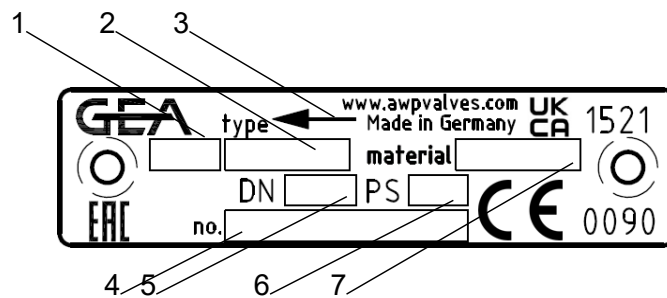 1 2 3
GEA type www.awpvalves.com UK CA 1521
Made in Germany
material
DN PS
EAC no. CE 0090
4 5 6 7